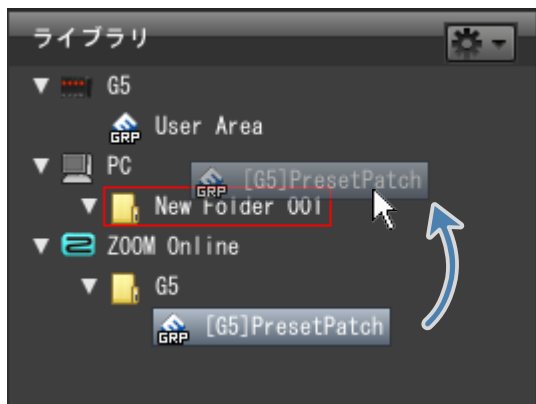 ライブラリ
G5
GRP User Area
PC
GRP [G5]PresetPatch
New Folder 001
ZOOM Online
G5
GRP [G5]PresetPatch